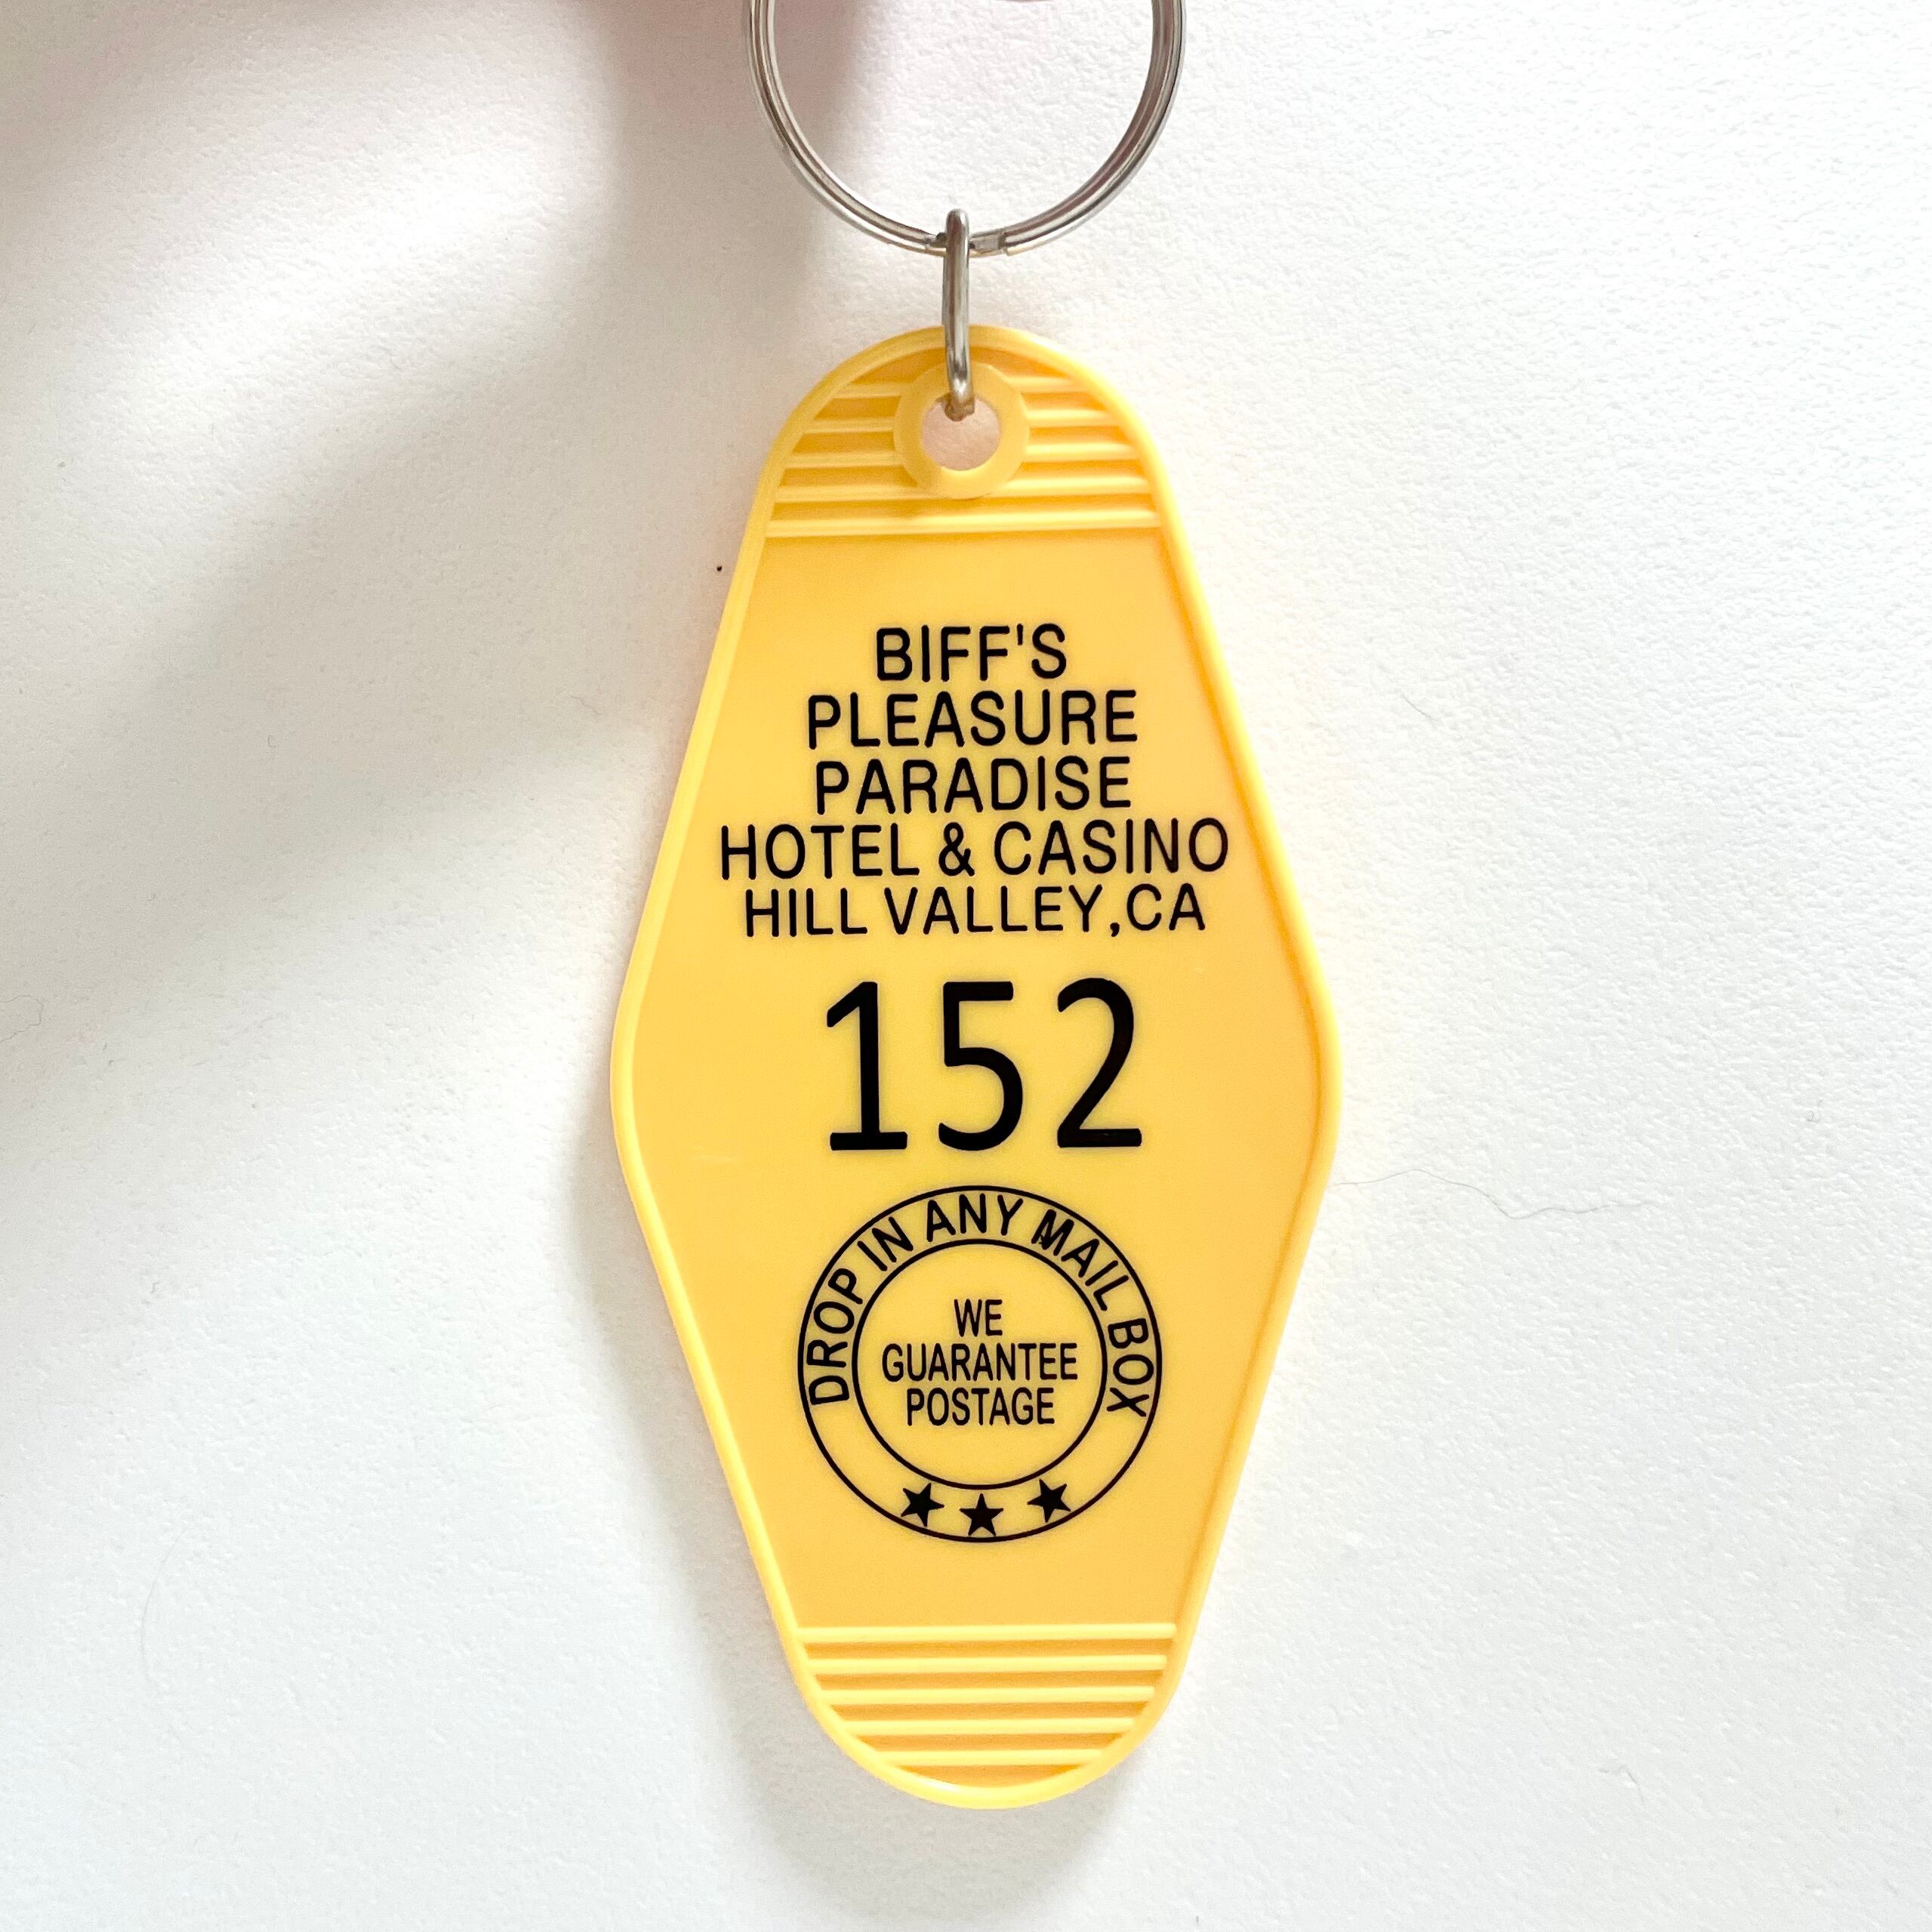 BIFF'S
PLEASURE
PARADISE
HOTEL & CASINO
HILL VALLEY,CA
152
DROP IN ANY MAIL BOX
WE
GUARANTEE
POSTAGE